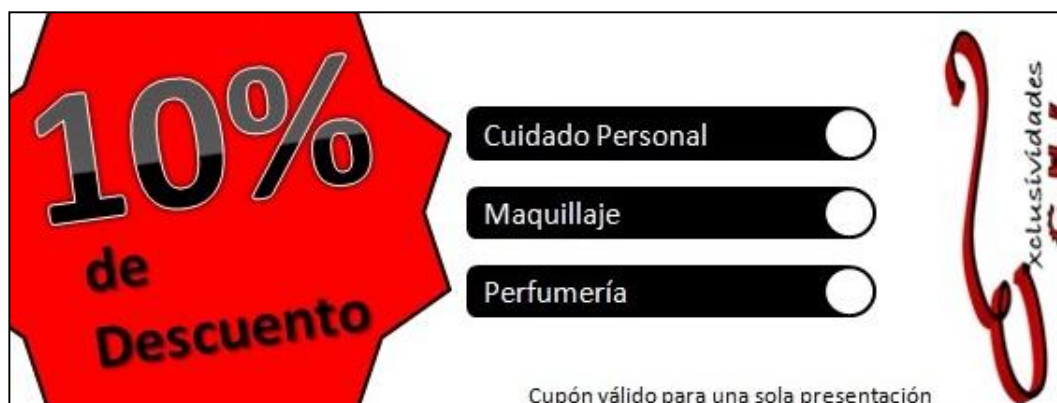 10%
de
Descuento
Cuidado Personal
Maquillaje
Perfumería
Cupón válido para una sola presentación
xclusividades